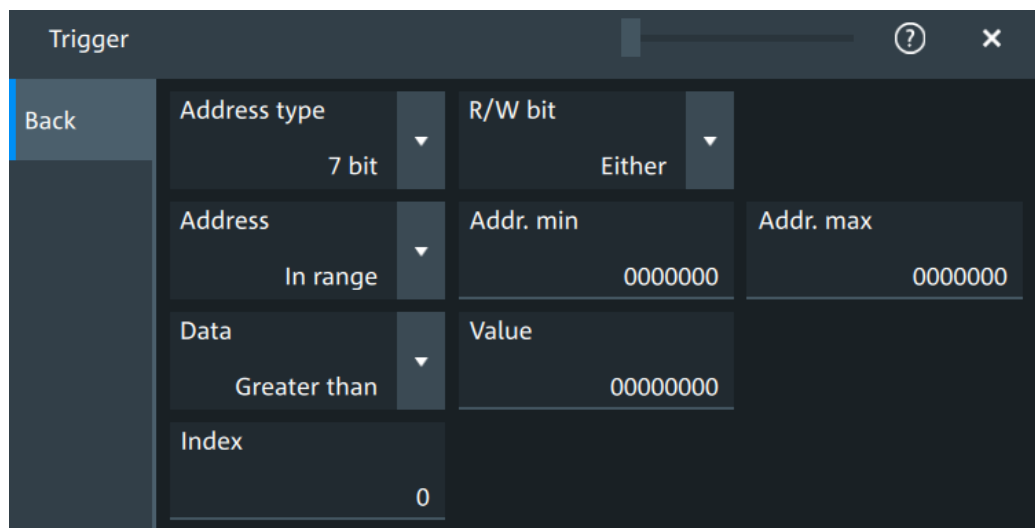 Trigger
?
Back
Address type
7 bit
R/W bit
Either
Address
In range
Addr. min
0000000
Addr. max
0000000
Data
Greater than
Value
00000000
Index
0